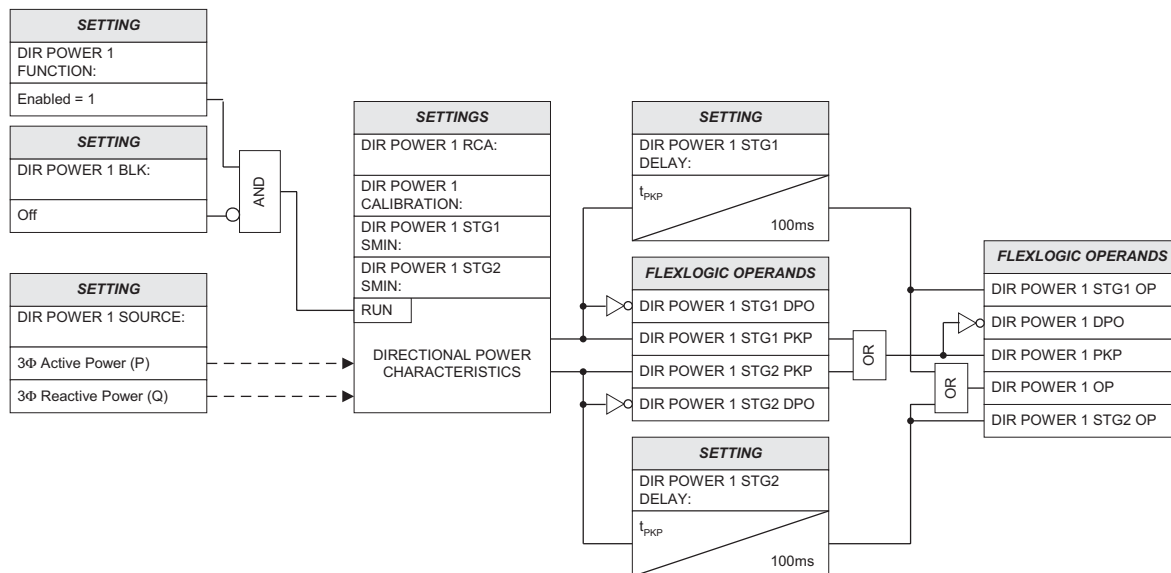 SETTING
DIR POWER 1
FUNCTION:
Enabled = 1
SETTING
DIR POWER 1 BLK:
Off
AND
SETTING
DIR POWER 1 SOURCE:
3Φ Active Power (P)
3Φ Reactive Power (Q)
SETTINGS
DIR POWER 1 RCA:
DIR POWER 1
CALIBRATION:
DIR POWER 1 STG1
SMIN:
DIR POWER 1 STG2
SMIN:
RUN
DIRECTIONAL POWER
CHARACTERISTICS
SETTING
DIR POWER 1 STG1
DELAY:
tPKP
100ms
FLEXLOGIC OPERANDS
DIR POWER 1 STG1 DPO
DIR POWER 1 STG1 PKP
DIR POWER 1 STG2 PKP
DIR POWER 1 STG2 DPO
SETTING
DIR POWER 1 STG2
DELAY:
tPKP
100ms
OR
OR
FLEXLOGIC OPERANDS
DIR POWER 1 STG1 OP
DIR POWER 1 DPO
DIR POWER 1 PKP
DIR POWER 1 OP
DIR POWER 1 STG2 OP